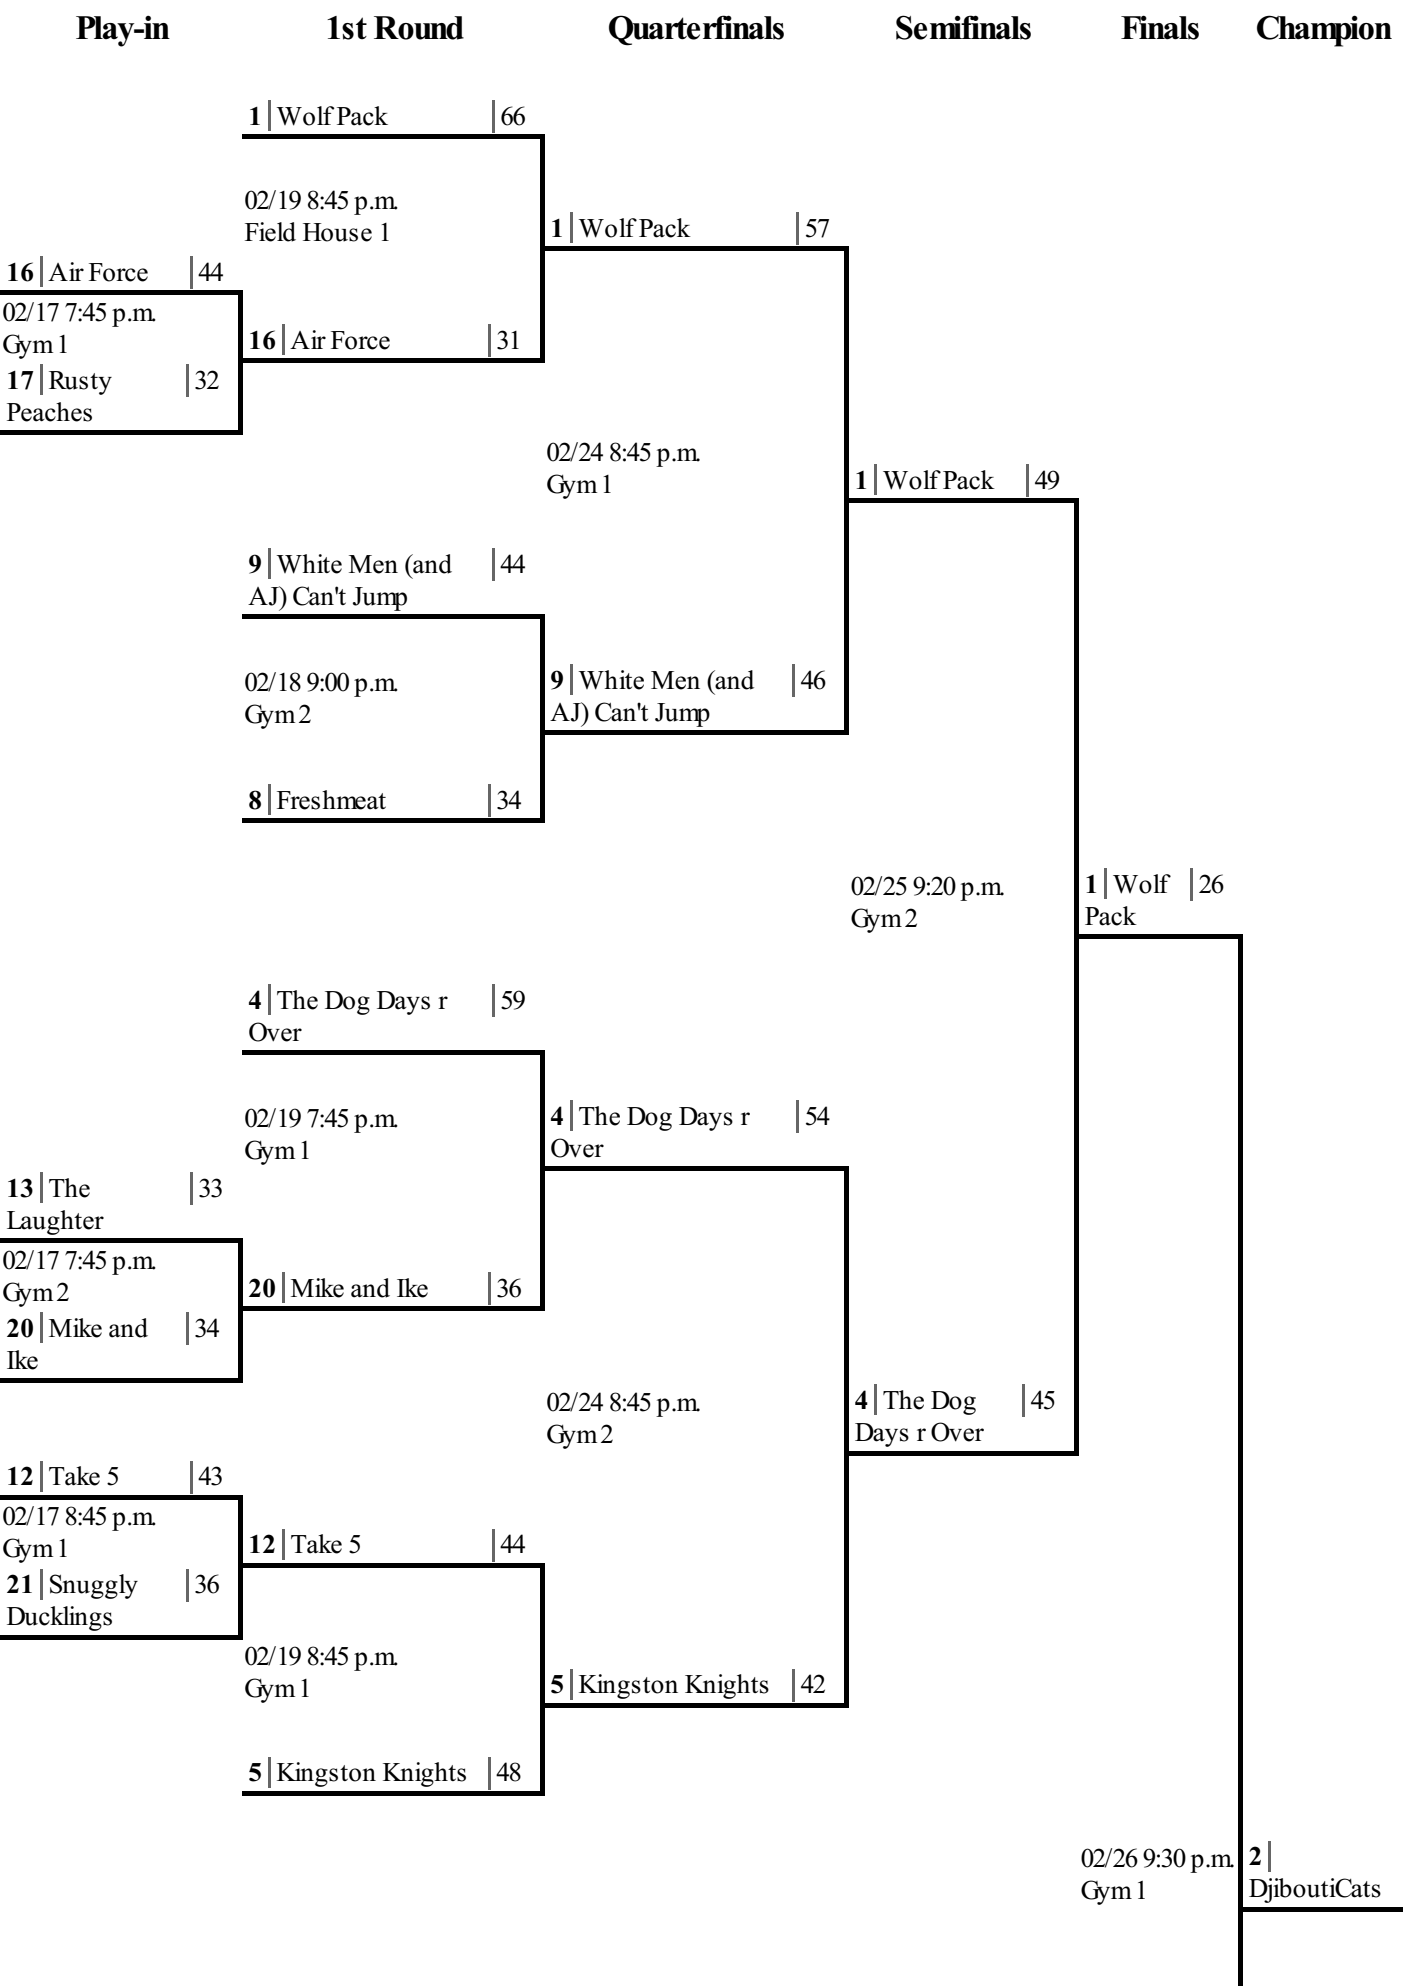 Play-in 1st Round Quarterfinals Semifinals Finals Champion
1 Wolf Pack 66
02/19 8:45 p.m.
Field House 1
1 Wolf Pack 57
16 Air Force 44
02/17 7:45 p.m.
Gym 1
16 Air Force 31
17 Rusty 32
Peaches
02/24 8:45 p.m.
Gym 1
1 Wolf Pack 49
9 White Men (and 44
AJ) Can't Jump
02/18 9:00 p.m.
Gym 2
9 White Men (and 46
AJ) Can't Jump
8 Freshmeat 34
02/25 9:20 p.m.
Gym 2
1 Wolf 26
Pack
4 The Dog Days r 59
Over
02/19 7:45 p.m.
Gym 1
4 The Dog Days r 54
Over
13 The 33
Laughter
02/17 7:45 p.m.
Gym 2
20 Mike and Ike 36
20 Mike and 34
Ike
02/24 8:45 p.m.
Gym 2
4 The Dog 45
Days r Over
12 Take 5 43
02/17 8:45 p.m.
Gym 1
12 Take 5 44
21 Snuggly 36
Ducklings
02/19 8:45 p.m.
Gym 1
5 Kingston Knights 42
5 Kingston Knights 48
02/26 9:30 p.m.
Gym 1
2
DjiboutiCats